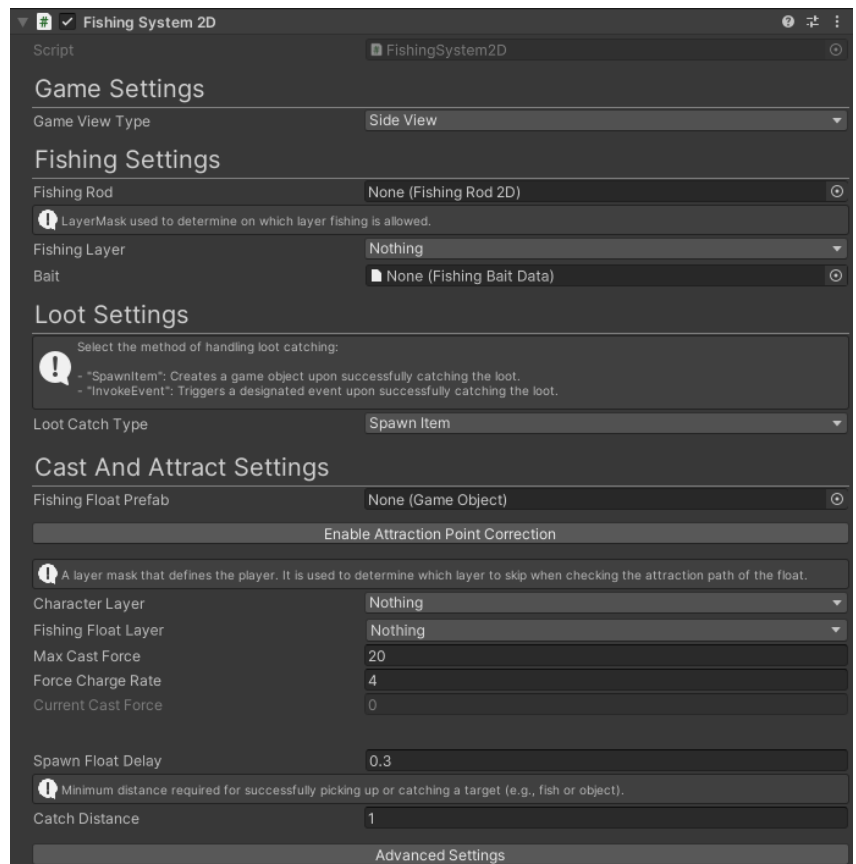 Fishing System 2D
Script FishingSystem2D
Game Settings
Game View Type Side View
Fishing Settings
Fishing Rod None (Fishing Rod 2D)
LayerMask used to determine on which layer fishing is allowed.
Fishing Layer Nothing
Bait None (Fishing Bait Data)
Loot Settings
Select the method of handling loot catching:
- "SpawnItem": Creates a game object upon successfully catching the loot.
- "InvokeEvent": Triggers a designated event upon successfully catching the loot.
Loot Catch Type Spawn Item
Cast And Attract Settings
Fishing Float Prefab None (Game Object)
Enable Attraction Point Correction
A layer mask that defines the player. It is used to determine which layer to skip when checking the attraction path of the float.
Character Layer Nothing
Fishing Float Layer Nothing
Max Cast Force 20
Force Charge Rate 4
Current Cast Force 0
Spawn Float Delay 0.3
Minimum distance required for successfully picking up or catching a target (e.g., fish or object).
Catch Distance 1
Advanced Settings